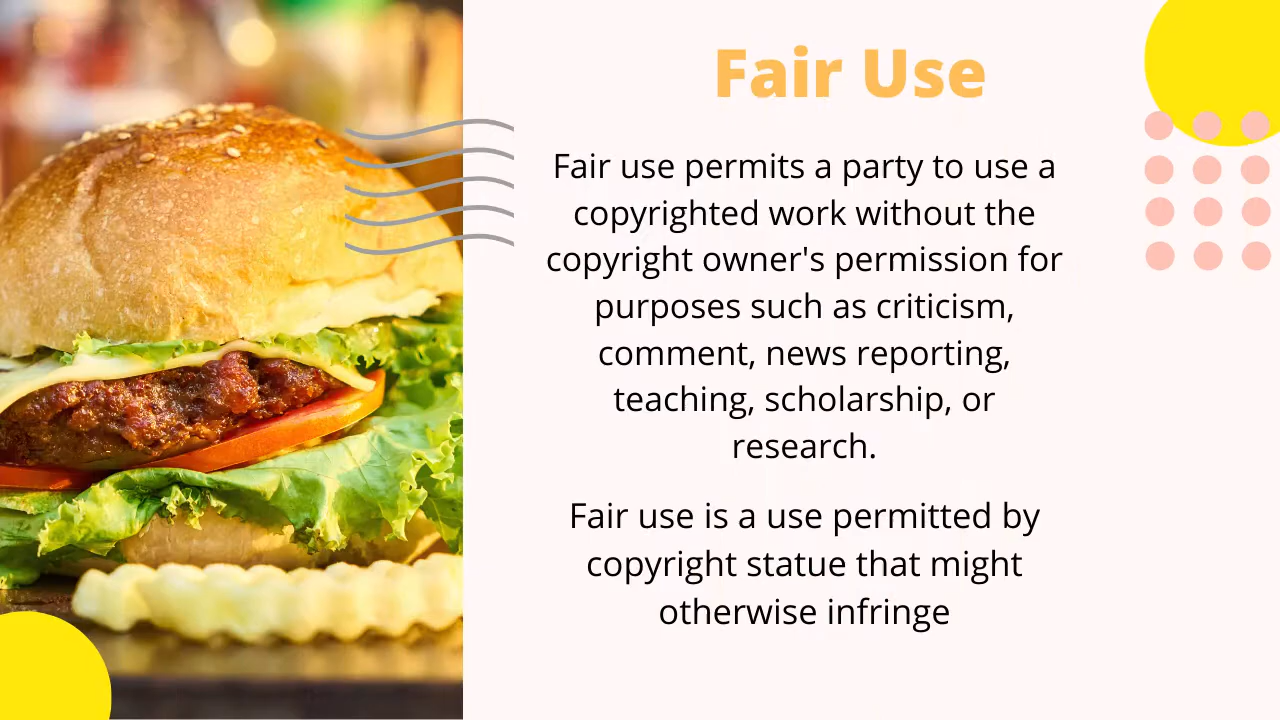 Fair Use
Fair use permits a party to use a
copyrighted work without the
copyright owner's permission for
purposes such as criticism,
comment, news reporting,
teaching, scholarship, or
research.
Fair use is a use permitted by
copyright statue that might
otherwise infringe